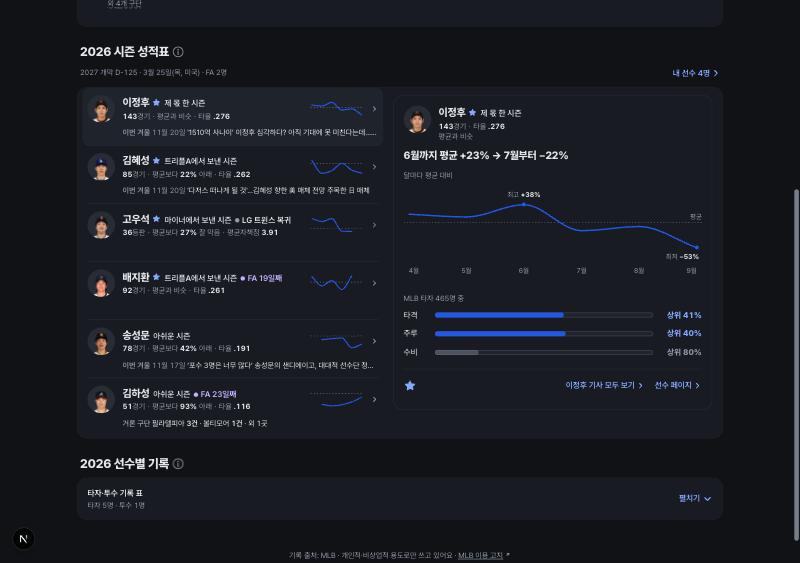 외 4개 구단
2026 시즌 성적표
2027 개막 D-125 · 3월 25일(목, 미국) · FA 2명
내 선수 4명
이정후 제 몫 한 시즌
143경기 · 평균과 비슷 · 타율 .276
이번 겨울 11월 20일 '1510억 사나이' 이정후 심각하다? 아직 기대에 못 미친다는데……
김혜성 트리플A에서 보낸 시즌
85경기 · 평균보다 22% 아래 · 타율 .262
이번 겨울 11월 20일 '다저스 떠나게 될 것'…김혜성 향한 美 매체 전망 주목한 日 매체
고우석 마이너에서 보낸 시즌 LG 트윈스 복귀
36등판 · 평균보다 27% 잘 막음 · 평균자책점 3.91
배지환 트리플A에서 보낸 시즌 FA 19일째
92경기 · 평균과 비슷 · 타율 .261
송성문 아쉬운 시즌
78경기 · 평균보다 42% 아래 · 타율 .191
이번 겨울 11월 17일 '포수 3명은 너무 많다' 송성문의 샌디에이고, 대대적 선수단 정…
김하성 아쉬운 시즌 FA 23일째
51경기 · 평균보다 93% 아래 · 타율 .116
거론 구단 필라델피아 3건 · 볼티모어 1건 · 외 1곳
이정후 제 몫 한 시즌
143경기 · 타율 .276
평균과 비슷
6월까지 평균 +23% → 7월부터 −22%
달마다 평균 대비
최고 +38%
평균
최저 −53%
4월 5월 6월 7월 8월 9월
MLB 타자 465명 중
타격 상위 41%
주루 상위 40%
수비 상위 80%
이정후 기사 모두 보기 선수 페이지
2026 선수별 기록
타자·투수 기록 표
타자 5명 · 투수 1명
펼치기
N
기록 출처: MLB · 개인적·비상업적 용도로만 쓰고 있어요 · MLB 이용 고지